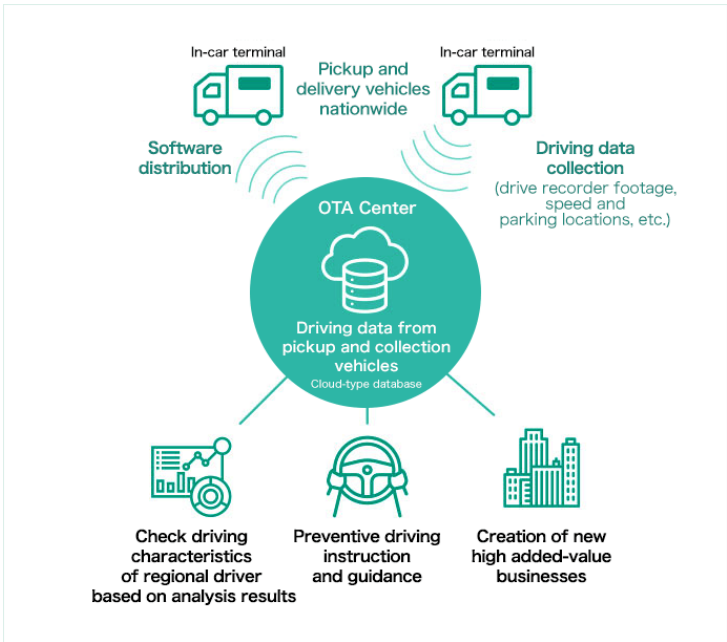 In-car terminal
In-car terminal
Pickup and
delivery vehicles
nationwide
Software
distribution
Driving data
collection
(drive recorder footage,
speed and
parking locations, etc.)
OTA Center
Driving data from
pickup and collection
vehicles
Cloud-type database
Check driving
characteristics
of regional driver
based on analysis results
Preventive driving
instruction
and guidance
Creation of new
high added-value
businesses